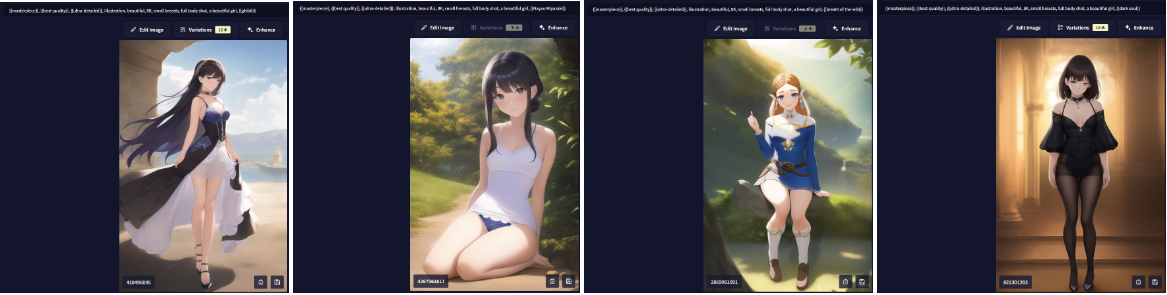 {{masterpiece}}, {{best quality}}, {{ultra-detailed}}, illustration, beautiful, 8K, small breasts, full body shot, a beautiful girl, {{ghibli}}
Edit Image Variations Enhance
410496095
{{masterpiece}}, {{best quality}}, {{ultra-detailed}}, illustration, beautiful, 8K, small breasts, full body shot, a beautiful girl, {{Hayao Miyazaki}}
Edit Image Variations Enhance
{{masterpiece}}, {{best quality}}, {{ultra-detailed}}, illustration, beautiful, 8K, small breasts, full body shot, a beautiful girl, {{breath of the wild}}
Edit Image Variations Enhance
2869961981
{{masterpiece}}, {{best quality}}, {{ultra-detailed}}, illustration, beautiful, 8K, small breasts, full body shot, a beautiful girl, {{dark soul}}
Edit Image Variations Enhance
821301203